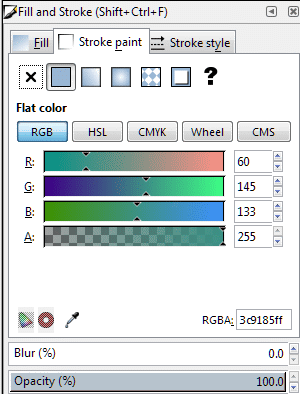 Fill and Stroke (Shift+Ctrl+F)
Fill Stroke paint Stroke style
?
Flat color
RGB HSL CMYK Wheel CMS
R: 60
G: 145
B: 133
A: 255
RGBA: 3c9185ff
Blur (%) 0.0
Opacity (%) 100.0